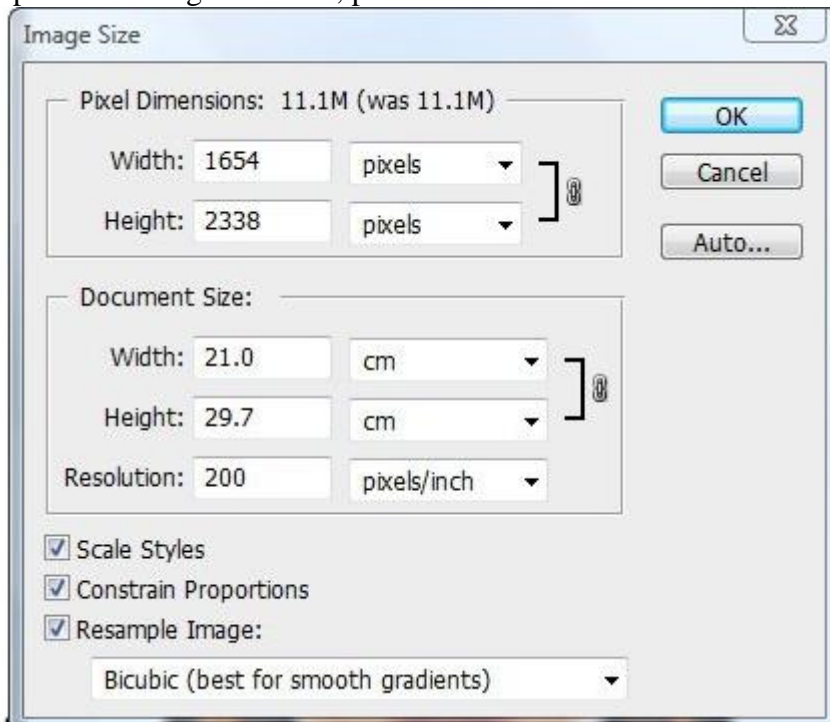 Image Size
Pixel Dimensions: 11.1M (was 11.1M)
OK
Width: 1654 pixels
Cancel
Height: 2338 pixels
Auto...
Document Size:
Width: 21.0 cm
Height: 29.7 cm
Resolution: 200 pixels/inch
Scale Styles
Constrain Proportions
Resample Image:
Bicubic (best for smooth gradients)